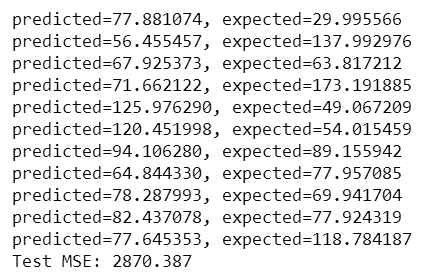 predicted=77.881074, expected=29.995566
predicted=56.455457, expected=137.992976
predicted=67.925373, expected=63.817212
predicted=71.662122, expected=173.191885
predicted=125.976290, expected=49.067209
predicted=120.451998, expected=54.015459
predicted=94.106280, expected=89.155942
predicted=64.844330, expected=77.957085
predicted=78.287993, expected=69.941704
predicted=82.437078, expected=77.924319
predicted=77.645353, expected=118.784187
Test MSE: 2870.387